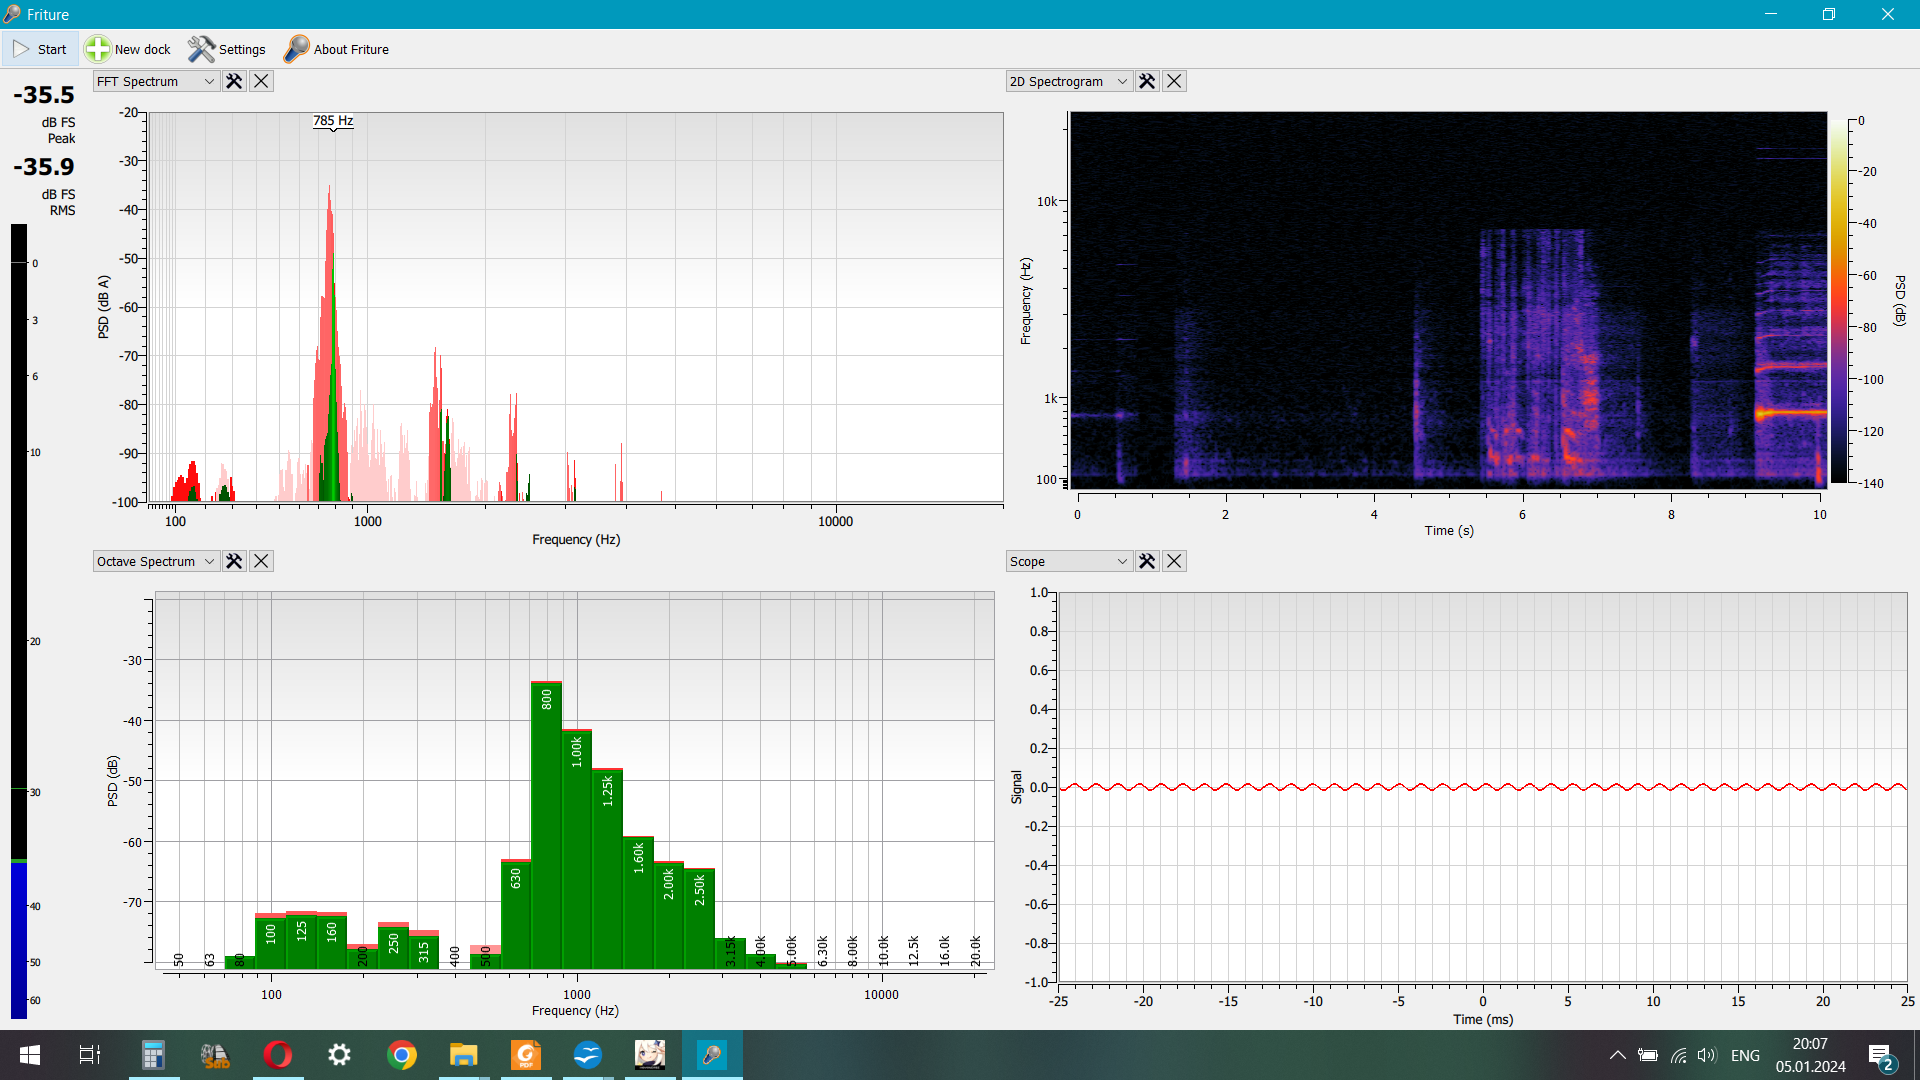 Friture
Start
New dock
Settings
About Friture
-35.5
dB FS
Peak
-35.9
dB FS
RMS
0
3
6
10
20
30
40
50
60
FFT Spectrum
785 Hz
-20
-30
-40
-50
-60
-70
-80
-90
-100
PSD (dB A)
100
1000
10000
Frequency (Hz)
2D Spectrogram
10k
1k
100
Frequency (Hz)
0
2
4
6
8
10
Time (s)
0
-20
-40
-60
-80
-100
-120
-140
PSD (dB)
Octave Spectrum
-30
-40
-50
-60
-70
PSD (dB)
50
63
80
100
125
160
200
250
315
400
500
630
800
1.00k
1.25k
1.60k
2.00k
2.50k
3.15k
4.00k
5.00k
6.30k
8.00k
10.0k
12.5k
16.0k
20.0k
100
1000
10000
Frequency (Hz)
Scope
1.0
0.8
0.6
0.4
0.2
0.0
-0.2
-0.4
-0.6
-0.8
-1.0
Signal
-25
-20
-15
-10
-5
0
5
10
15
20
25
Time (ms)
PDF
ENG
20:07
05.01.2024
2